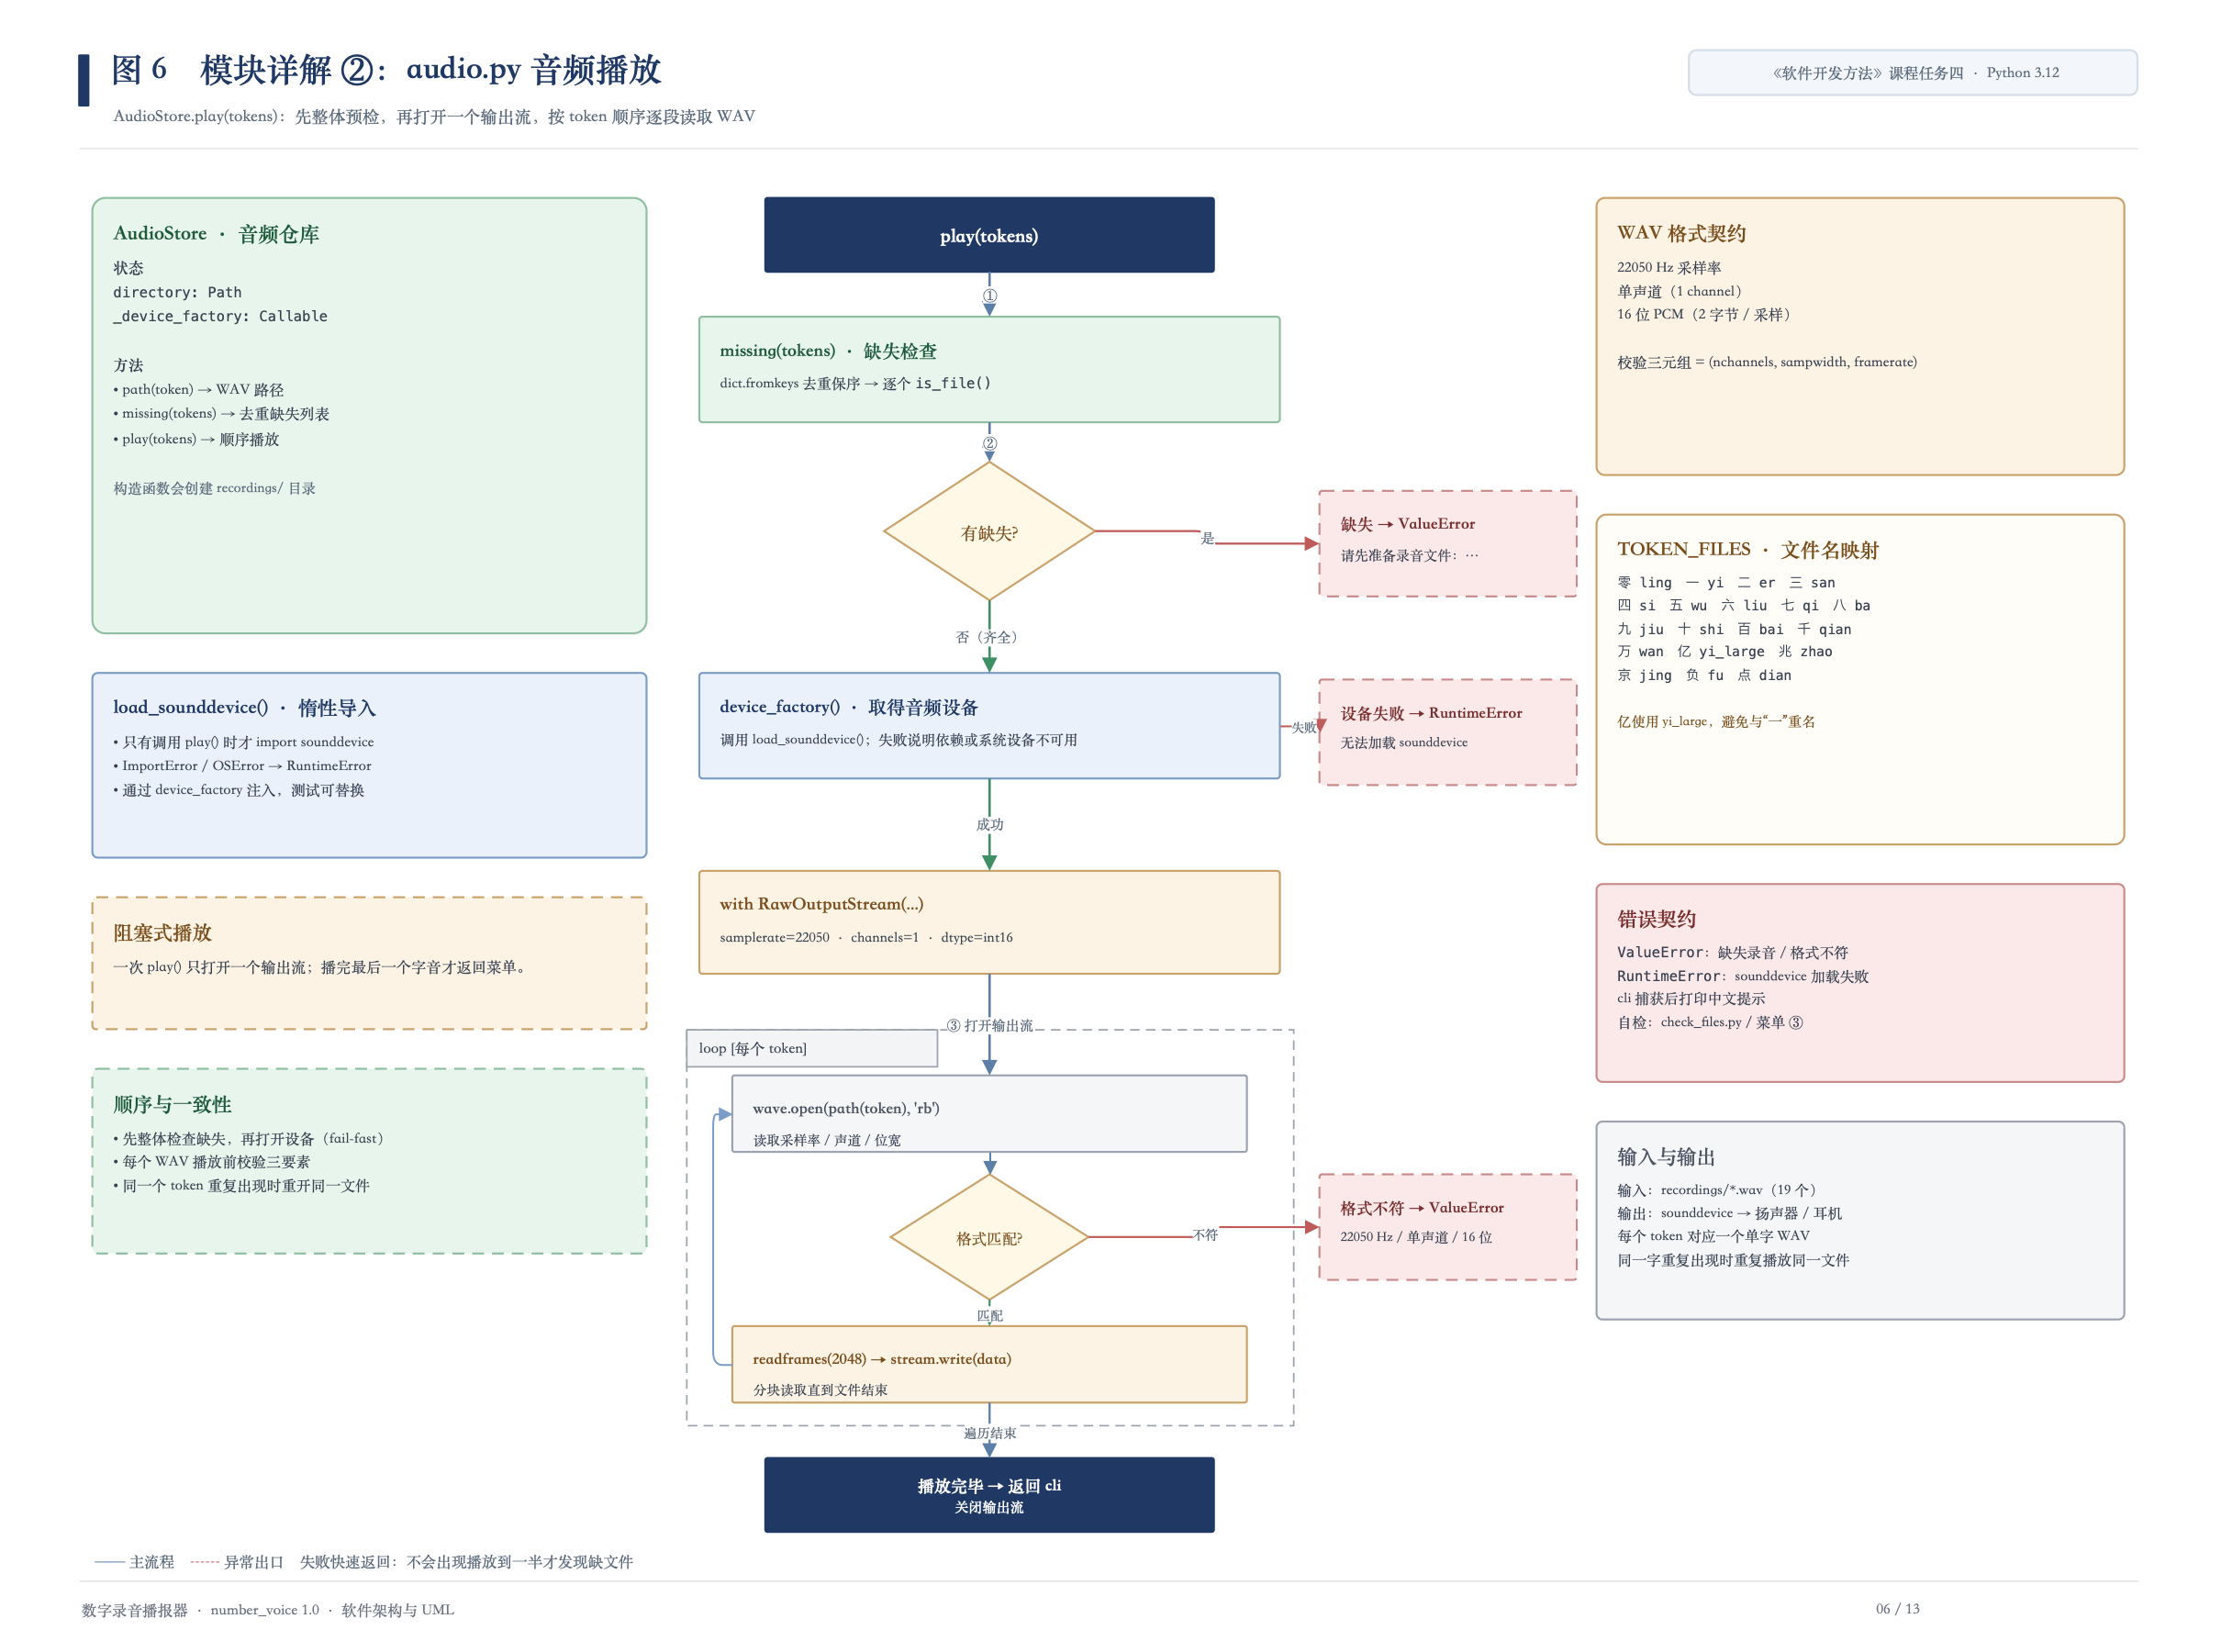 图 6 模块详解 ②：audio.py 音频播放
《软件开发方法》课程任务四 · Python 3.12
AudioStore.play(tokens)：先整体预检，再打开一个输出流，按 token 顺序逐段读取 WAV
AudioStore · 音频仓库
状态
directory: Path
_device_factory: Callable
方法
• path(token) → WAV 路径
• missing(tokens) → 去重缺失列表
• play(tokens) → 顺序播放
构造函数会创建 recordings/ 目录
load_sounddevice() · 惰性导入
• 只有调用 play() 时才 import sounddevice
• ImportError / OSError → RuntimeError
• 通过 device_factory 注入，测试可替换
阻塞式播放
一次 play() 只打开一个输出流；播完最后一个字音才返回菜单。
顺序与一致性
• 先整体检查缺失，再打开设备（fail-fast）
• 每个 WAV 播放前校验三要素
• 同一个 token 重复出现时重开同一文件
play(tokens)
①
missing(tokens) · 缺失检查
dict.fromkeys 去重保序 → 逐个 is_file()
②
有缺失?
是
缺失 → ValueError
请先准备录音文件：…
否（齐全）
device_factory() · 取得音频设备
调用 load_sounddevice()；失败说明依赖或系统设备不可用
失败
设备失败 → RuntimeError
无法加载 sounddevice
成功
with RawOutputStream(...)
samplerate=22050 · channels=1 · dtype=int16
③ 打开输出流
loop [每个 token]
wave.open(path(token), 'rb')
读取采样率 / 声道 / 位宽
格式匹配?
不符
格式不符 → ValueError
22050 Hz / 单声道 / 16 位
匹配
readframes(2048) → stream.write(data)
分块读取直到文件结束
遍历结束
播放完毕 → 返回 cli
关闭输出流
WAV 格式契约
22050 Hz 采样率
单声道（1 channel）
16 位 PCM（2 字节 / 采样）
校验三元组 = (nchannels, sampwidth, framerate)
TOKEN_FILES · 文件名映射
零 ling 一 yi 二 er 三 san
四 si 五 wu 六 liu 七 qi 八 ba
九 jiu 十 shi 百 bai 千 qian
万 wan 亿 yi_large 兆 zhao
京 jing 负 fu 点 dian
亿使用 yi_large，避免与“一”重名
错误契约
ValueError：缺失录音 / 格式不符
RuntimeError：sounddevice 加载失败
cli 捕获后打印中文提示
自检：check_files.py / 菜单 ③
输入与输出
输入：recordings/*.wav（19 个）
输出：sounddevice → 扬声器 / 耳机
每个 token 对应一个单字 WAV
同一字重复出现时重复播放同一文件
主流程 异常出口 失败快速返回：不会出现播放到一半才发现缺文件
数字录音播报器 · number_voice 1.0 · 软件架构与 UML
06 / 13